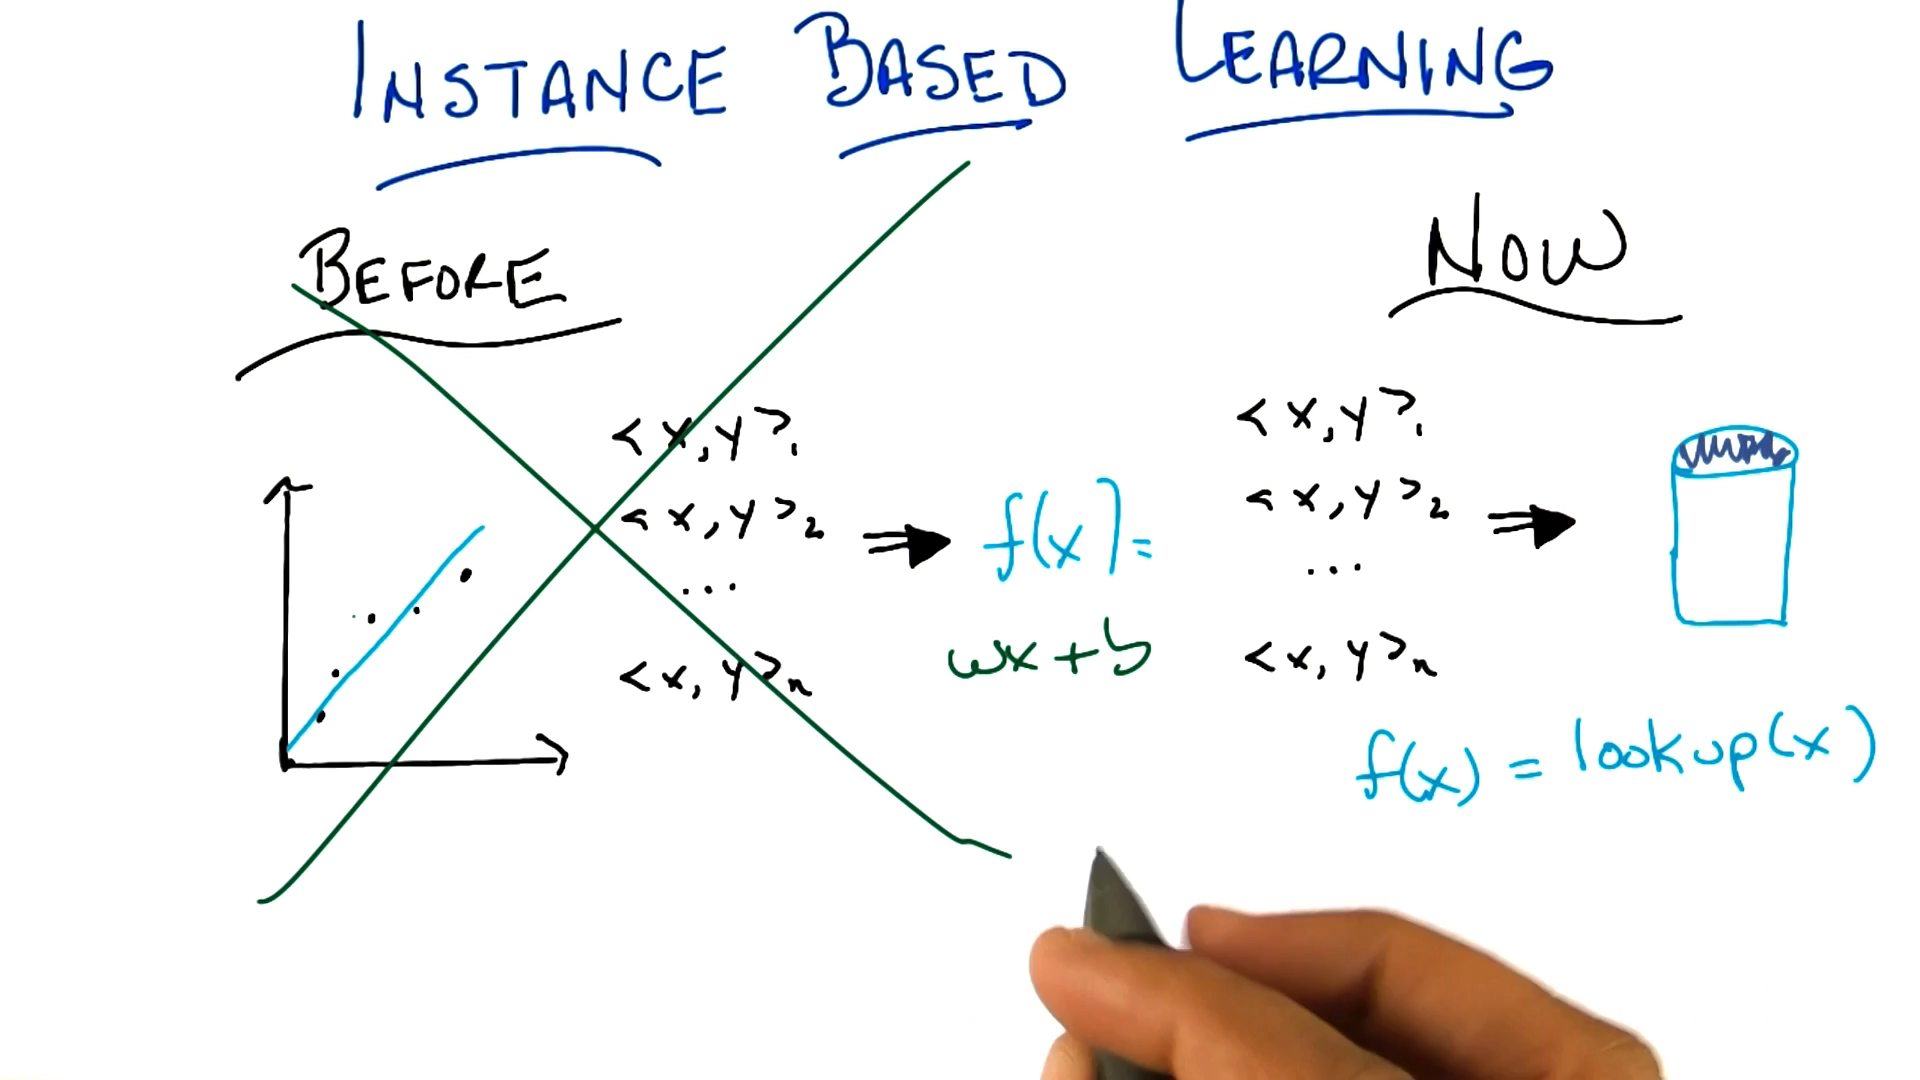 INSTANCE BASED LEARNING
BEFORE
<x,y>1
<x,y>2
...
<x,y>n
f(x)=
wx+b
NOW
<x,y>1
<x,y>2
...
<x,y>n
f(x) = lookup(x)